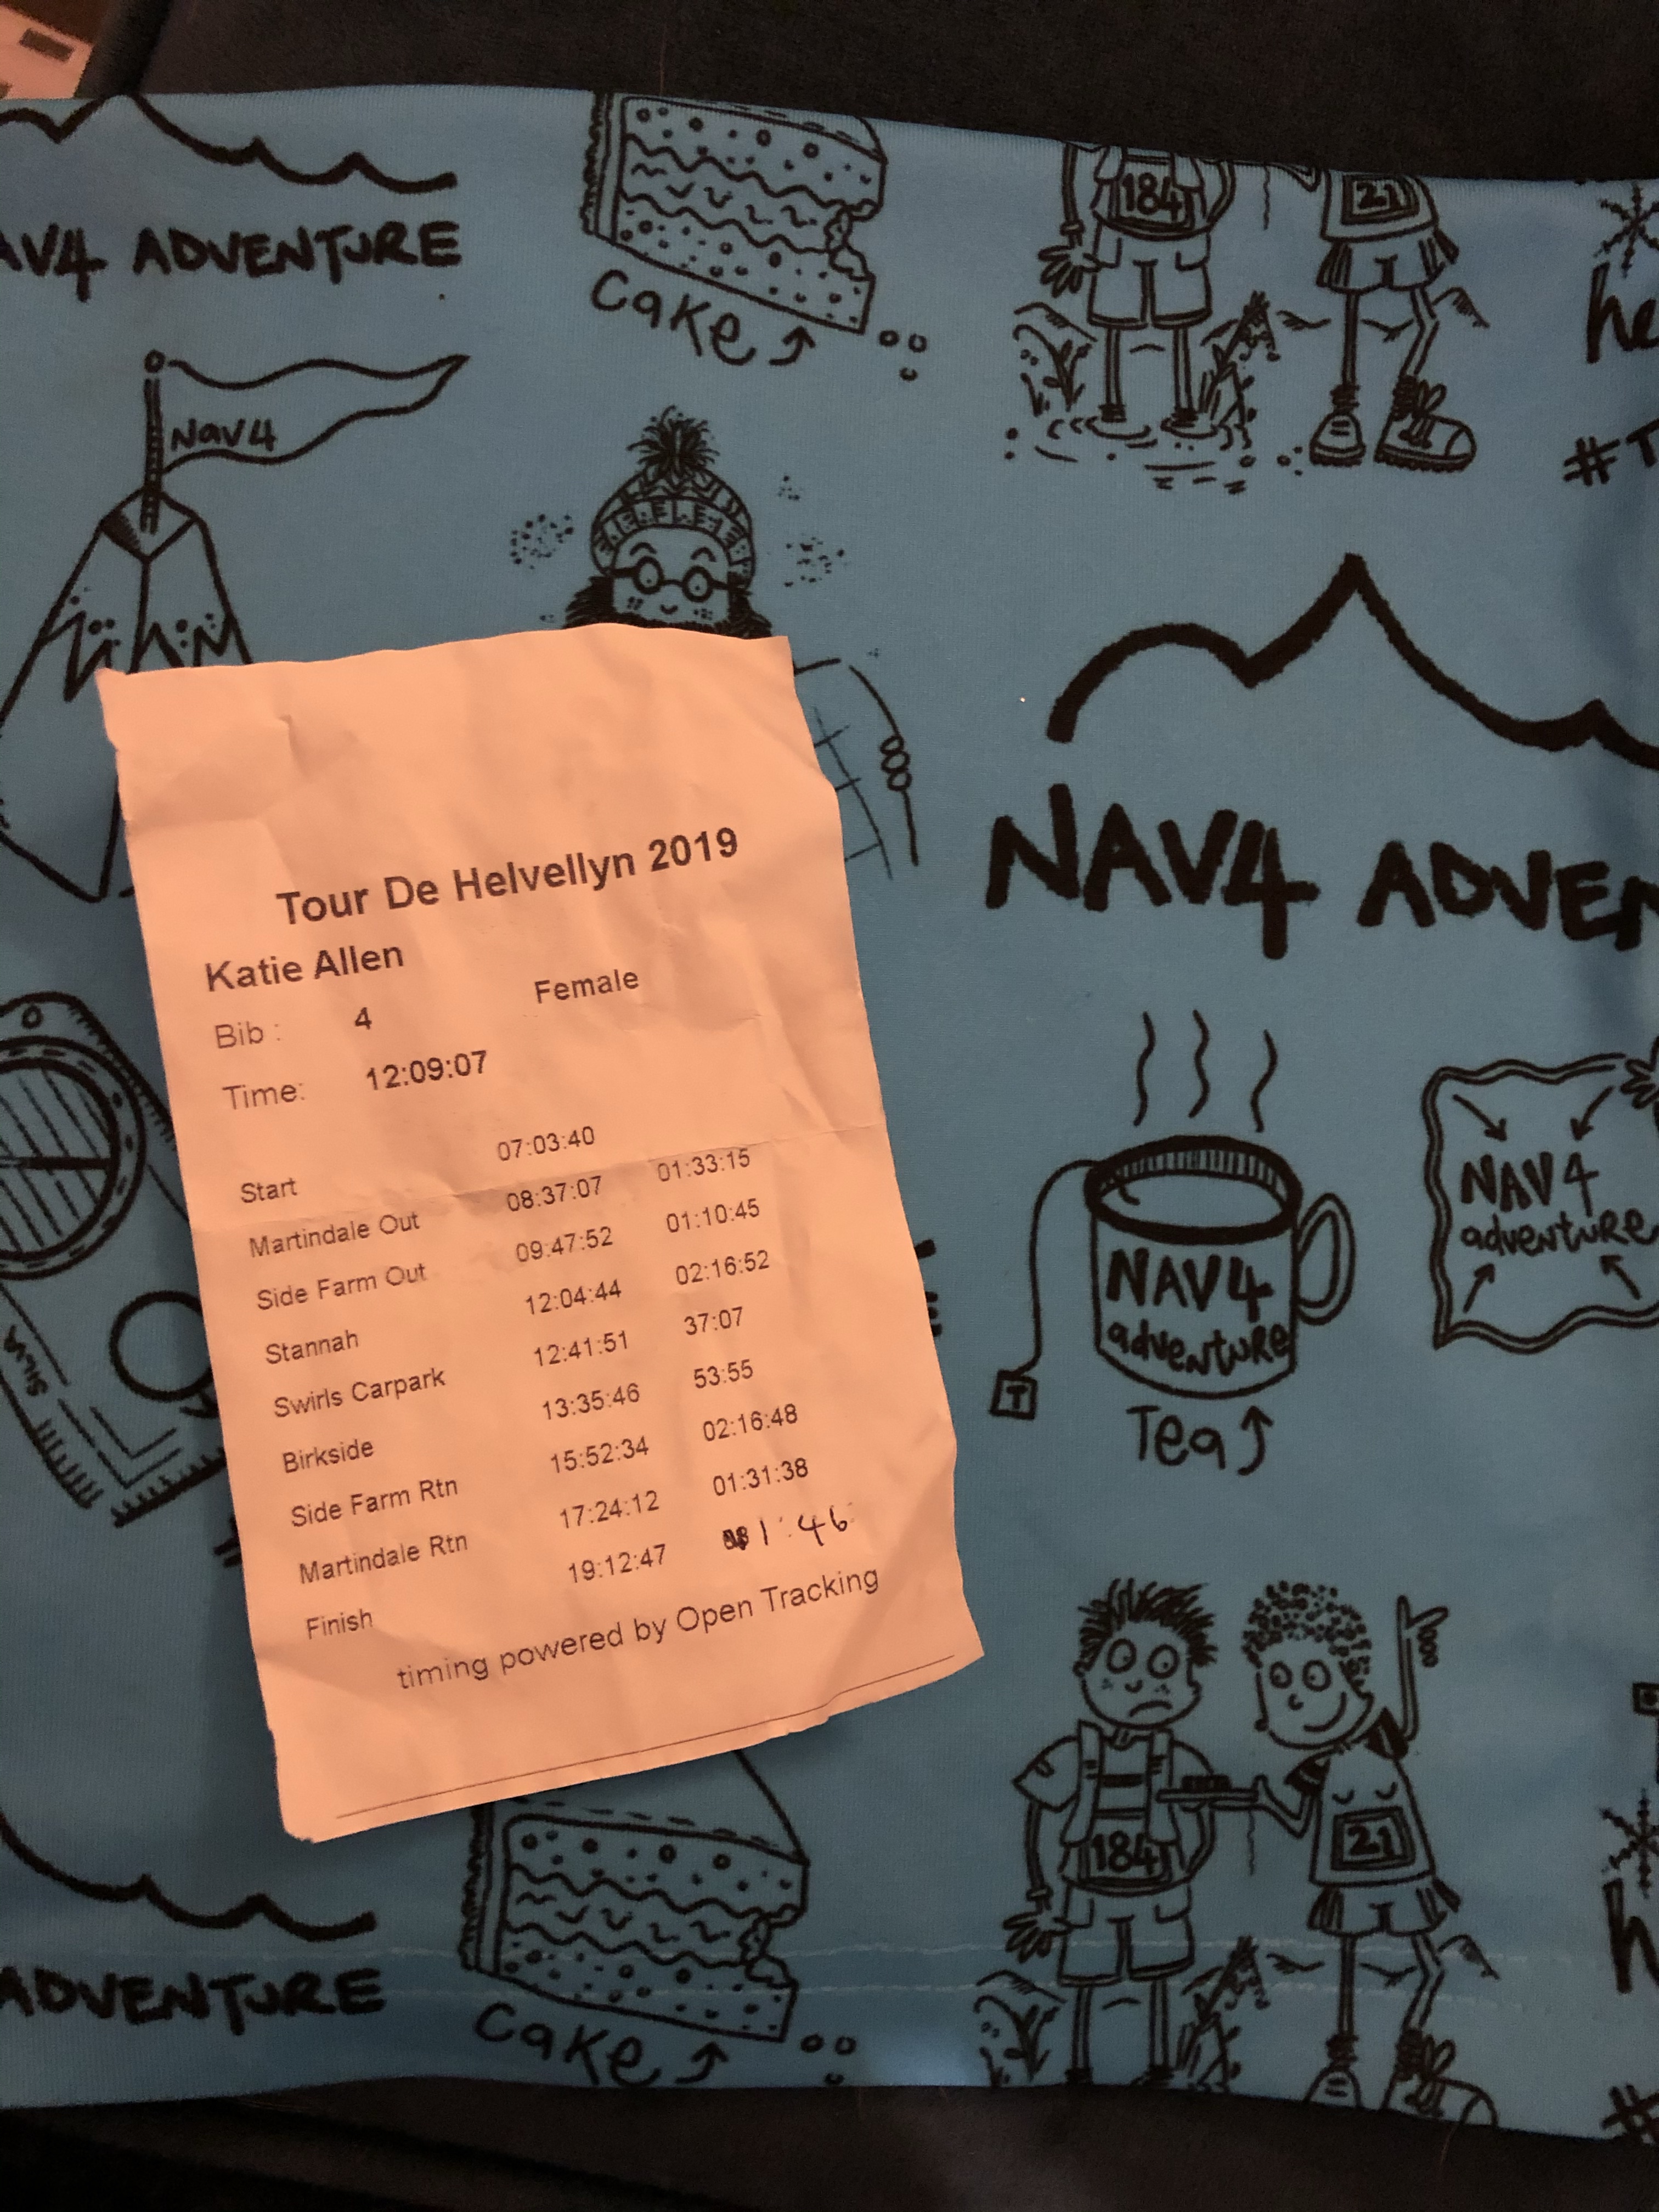 AV4 ADVENTURE
Cake
184
21
he
Nav4
#T
NAV4 ADVEN
Tour De Helvellyn 2019
Katie Allen
Female
Bib : 4
Time: 12:09:07
Start 07:03:40
Martindale Out 08:37:07 01:33:15
Side Farm Out 09:47:52 01:10:45
Stannah 12:04:44 02:16:52
Swirls Carpark 12:41:51 37:07
Birkside 13:35:46 53:55
Side Farm Rtn 15:52:34 02:16:48
Martindale Rtn 17:24:12 01:31:38
Finish 19:12:47 1:46
timing powered by Open Tracking
NAV4
adventure
T
Tea
NAV4
adventure
184
21
ADVENTURE
Cake
h
#